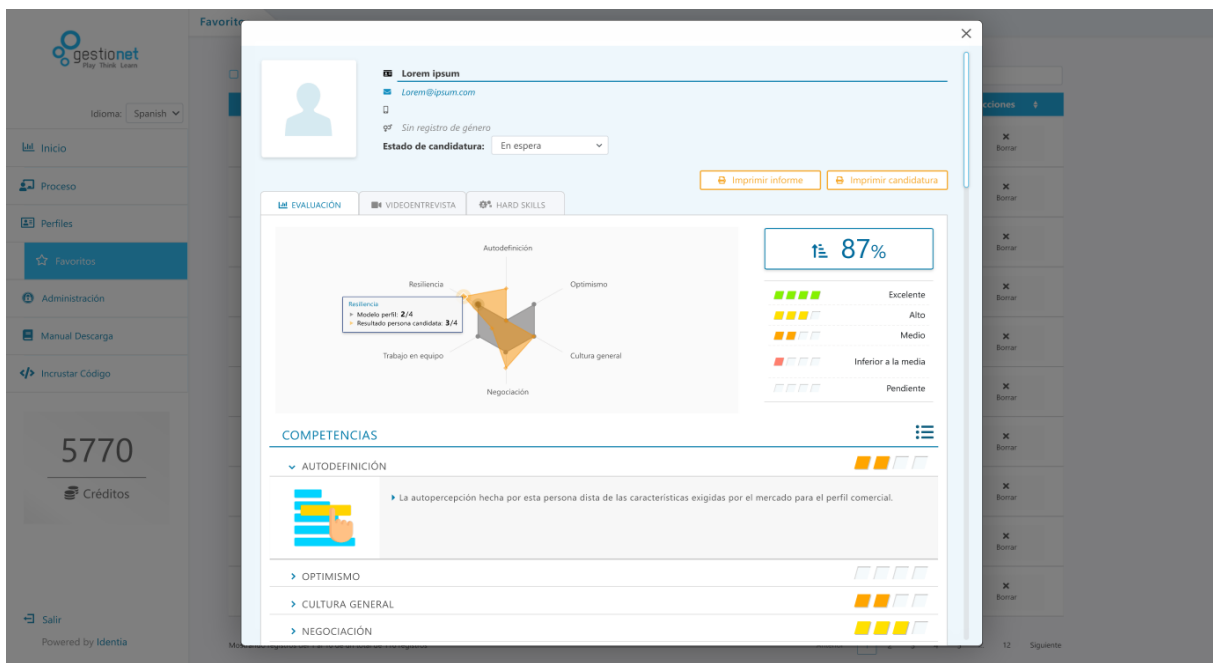 gestionet
Play Think Learn
Idioma: Spanish
Inicio
Proceso
Perfiles
Favoritos
Administración
Manual Descarga
Incrustar Código
5770
Créditos
Salir
Powered by Identia
Favorito
Lorem ipsum
Lorem@ipsum.com
Sin registro de género
Estado de candidatura: En espera
Imprimir informe
Imprimir candidatura
EVALUACIÓN
VIDEOENTREVISTA
HARD SKILLS
Autodefinición
Resiliencia
Optimismo
Resiliencia
Modelo perfil: 2/4
Resultado persona candidata: 3/4
Trabajo en equipo
Cultura general
Negociación
87%
Excelente
Alto
Medio
Inferior a la media
Pendiente
COMPETENCIAS
AUTODEFINICIÓN
La autopercepción hecha por esta persona dista de las características exigidas por el mercado para el perfil comercial.
OPTIMISMO
CULTURA GENERAL
NEGOCIACIÓN
cciones
Borrar
Borrar
Borrar
Borrar
Borrar
Borrar
Borrar
Borrar
Borrar
Borrar
12 Siguiente